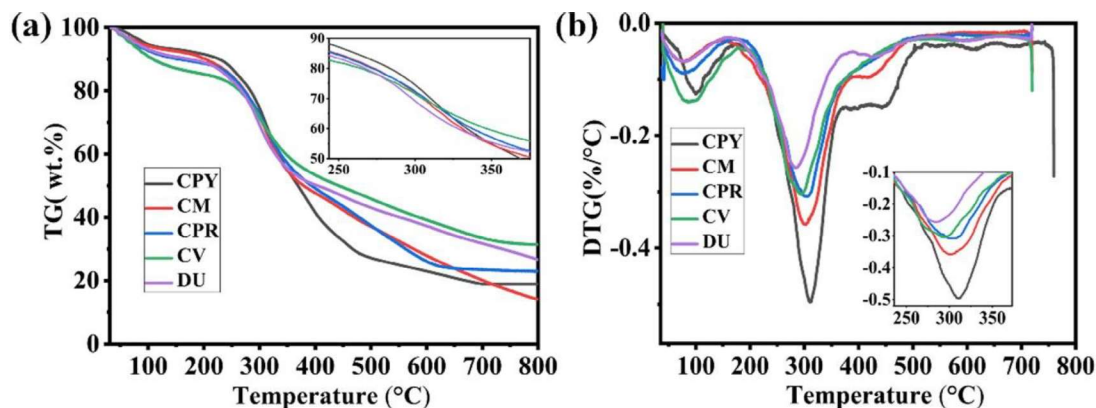 (a)
100
80
60
40
20
0
TG( wt.%)
100 200 300 400 500 600 700 800
Temperature (°C)
CPY
CM
CPR
CV
DU
90
80
70
60
50
250 300 350
(b)
0.0
-0.2
-0.4
DTG(%/°C)
100 200 300 400 500 600 700 800
Temperature (°C)
CPY
CM
CPR
CV
DU
-0.1
-0.2
-0.3
-0.4
-0.5
250 300 350